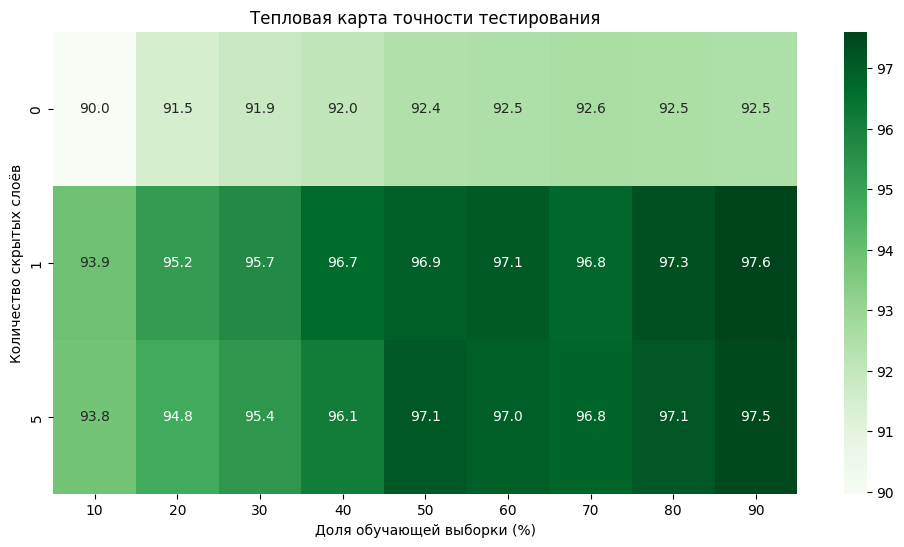 Тепловая карта точности тестирования
Количество скрытых слоёв
0 90.0 91.5 91.9 92.0 92.4 92.5 92.6 92.5 92.5
1 93.9 95.2 95.7 96.7 96.9 97.1 96.8 97.3 97.6
5 93.8 94.8 95.4 96.1 97.1 97.0 96.8 97.1 97.5
10 20 30 40 50 60 70 80 90
Доля обучающей выборки (%)
97
96
95
94
93
92
91
90